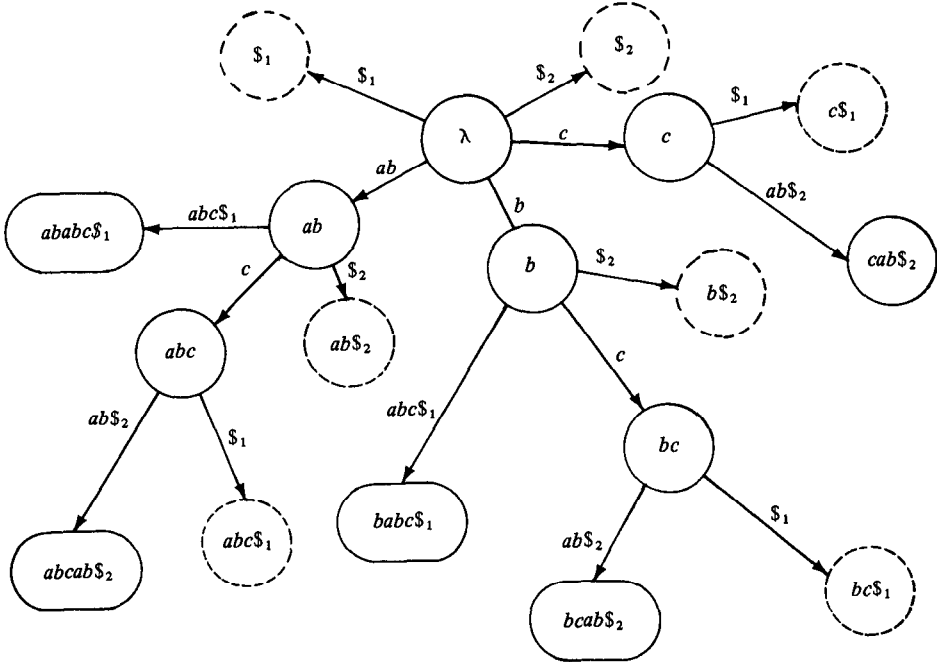 $₁
$₂
$₁
$₂
$₁
c$₁
λ
c
c
ab
ab$₂
b
ababc$₁
abc$₁
ab
cab$₂
c
$₂
b
$₂
b$₂
abc
ab$₂
c
abc$₁
ab$₂
$₁
bc
babc$₁
$₁
abcab$₂
abc$₁
ab$₂
bc$₁
bcab$₂